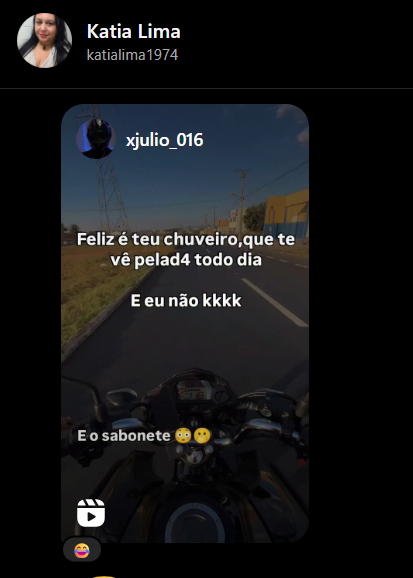 Katia Lima
katialima1974
xjulio_016
Feliz é teu chuveiro,que te
vê pelad4 todo dia
E eu não kkkk
E o sabonete 😳🫢
😂